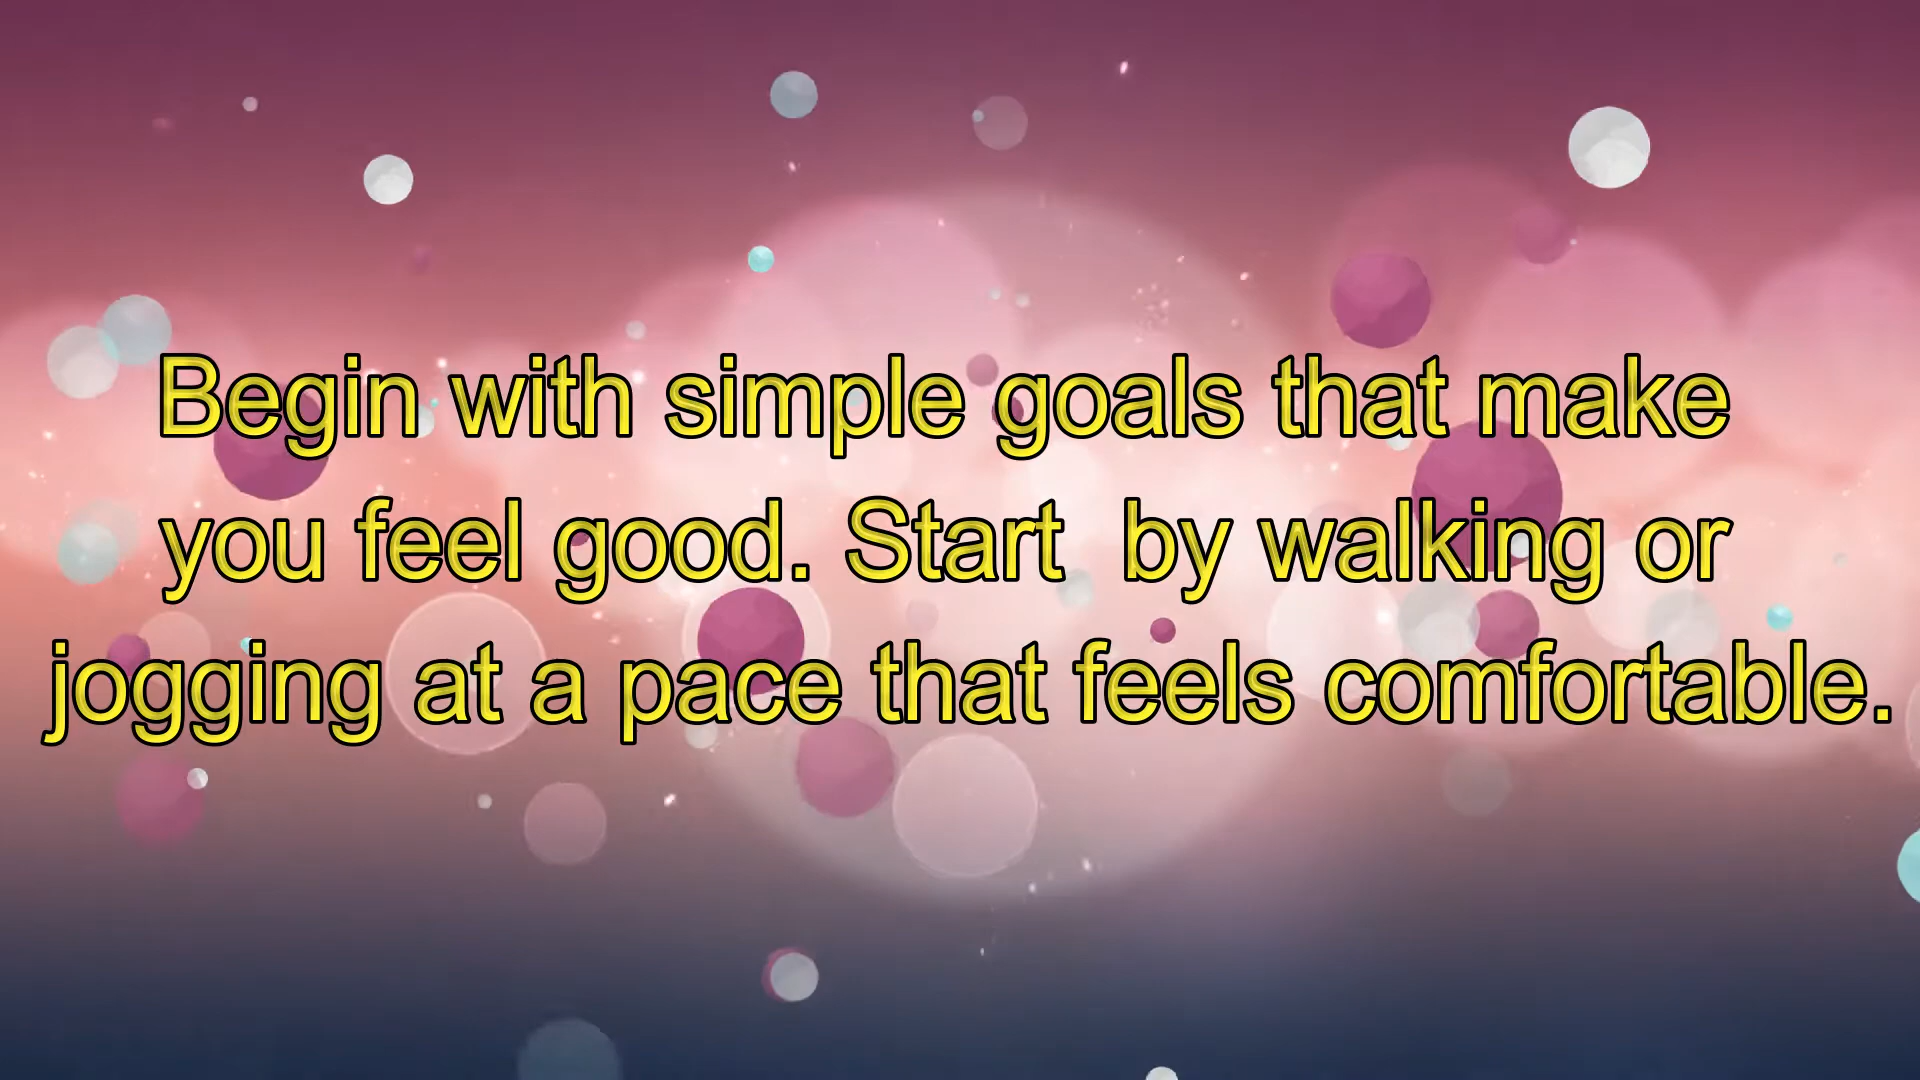 Begin with simple goals that make
you feel good. Start  by walking or
jogging at a pace that feels comfortable.